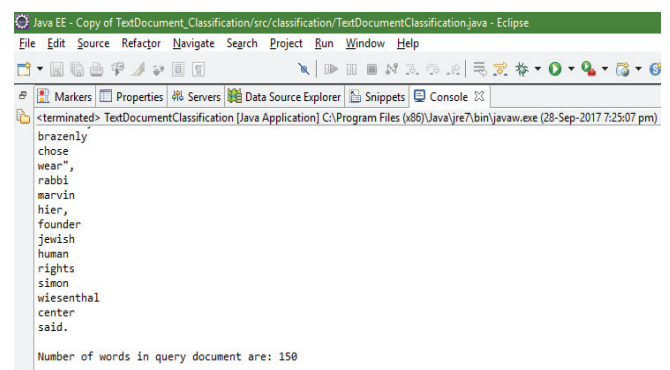 Java EE - Copy of TextDocument_Classification/src/classification/TextDocumentClassification.java - Eclipse
File Edit Source Refactor Navigate Search Project Run Window Help
Markers Properties Servers Data Source Explorer Snippets Console
<terminated> TextDocumentClassification [Java Application] C:\Program Files (x86)\Java\jre7\bin\javaw.exe (28-Sep-2017 7:25:07 pm)
brazenly
chose
wear",
rabbi
marvin
hier,
founder
jewish
human
rights
simon
wiesenthal
center
said.
Number of words in query document are: 150